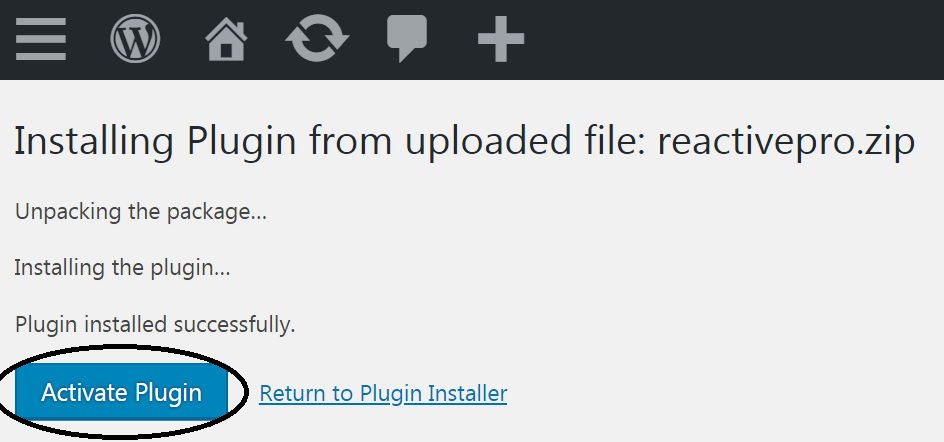 Installing Plugin from uploaded file: reactivepro.zip
Unpacking the package…
Installing the plugin…
Plugin installed successfully.
Activate Plugin Return to Plugin Installer